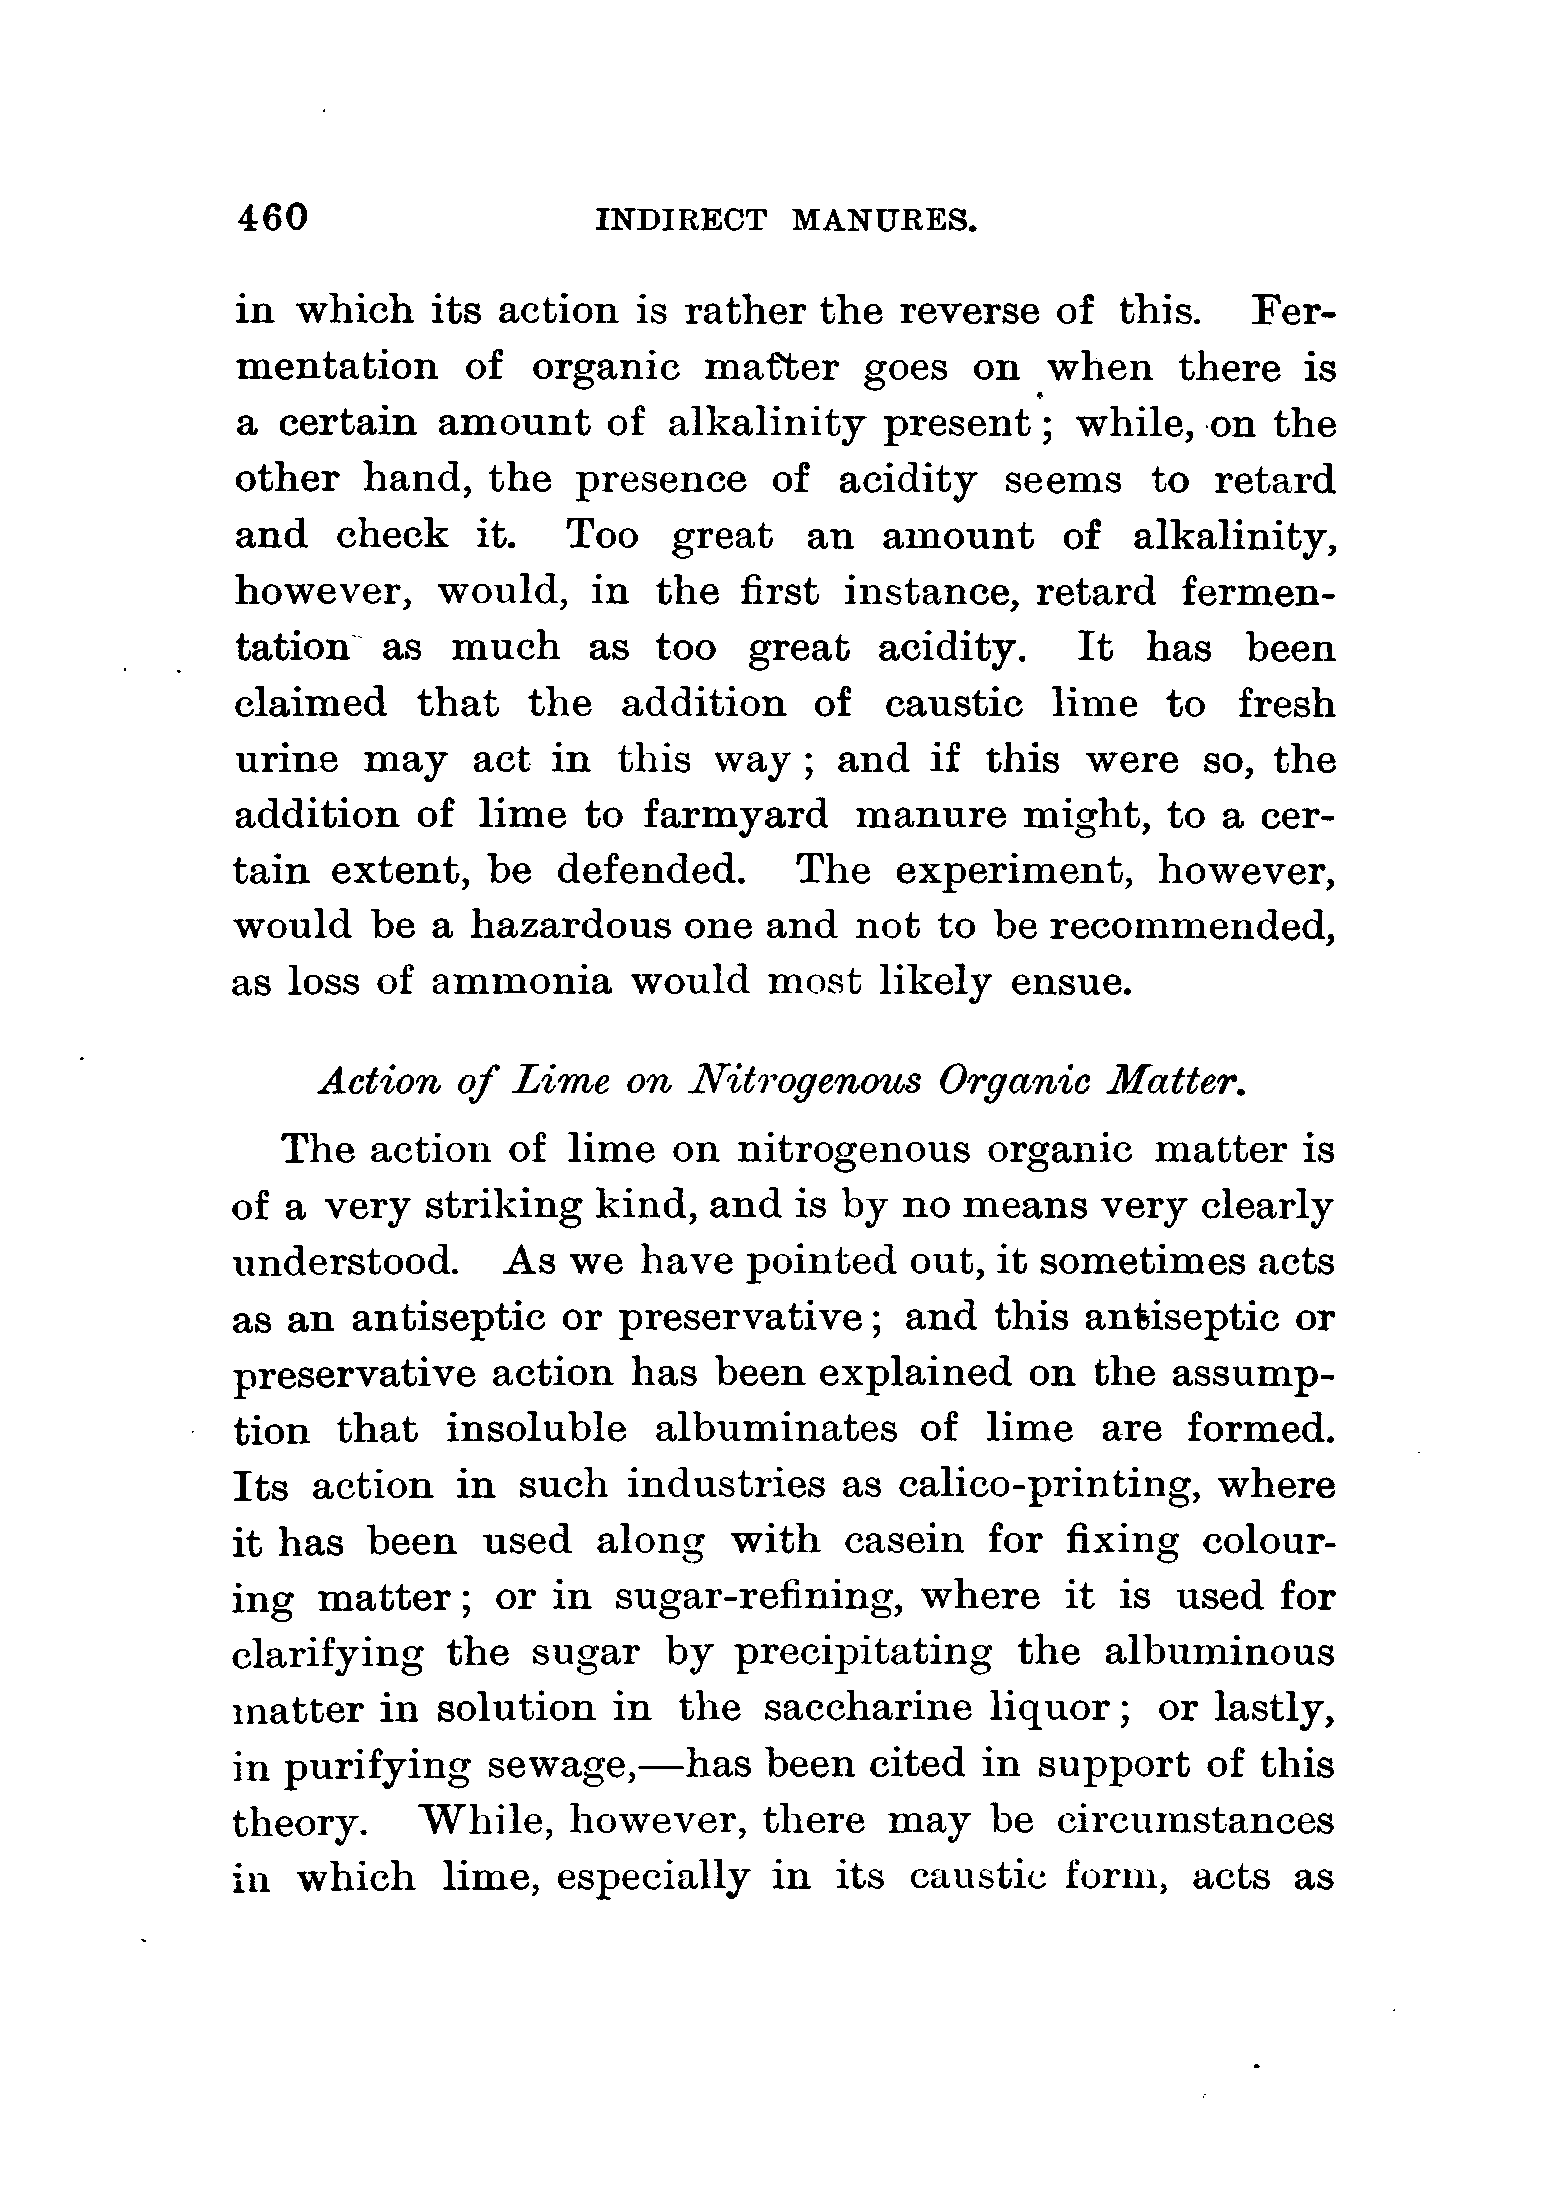 460 INDIRECT MANURES.
in which its action is rather the reverse of this. Fer-
mentation of organic matter goes on when there is
a certain amount of alkalinity present; while, on the
other hand, the presence of acidity seems to retard
and check it. Too great an amount of alkalinity,
however, would, in the first instance, retard fermen-
tation as much as too great acidity. It has been
claimed that the addition of caustic lime to fresh
urine may act in this way; and if this were so, the
addition of lime to farmyard manure might, to a cer-
tain extent, be defended. The experiment, however,
would be a hazardous one and not to be recommended,
as loss of ammonia would most likely ensue.
Action of Lime on Nitrogenous Organic Matter.
The action of lime on nitrogenous organic matter is
of a very striking kind, and is by no means very clearly
understood. As we have pointed out, it sometimes acts
as an antiseptic or preservative; and this antiseptic or
preservative action has been explained on the assump-
tion that insoluble albuminates of lime are formed.
Its action in such industries as calico-printing, where
it has been used along with casein for fixing colour-
ing matter; or in sugar-refining, where it is used for
clarifying the sugar by precipitating the albuminous
matter in solution in the saccharine liquor; or lastly,
in purifying sewage,—has been cited in support of this
theory. While, however, there may be circumstances
in which lime, especially in its caustic form, acts as